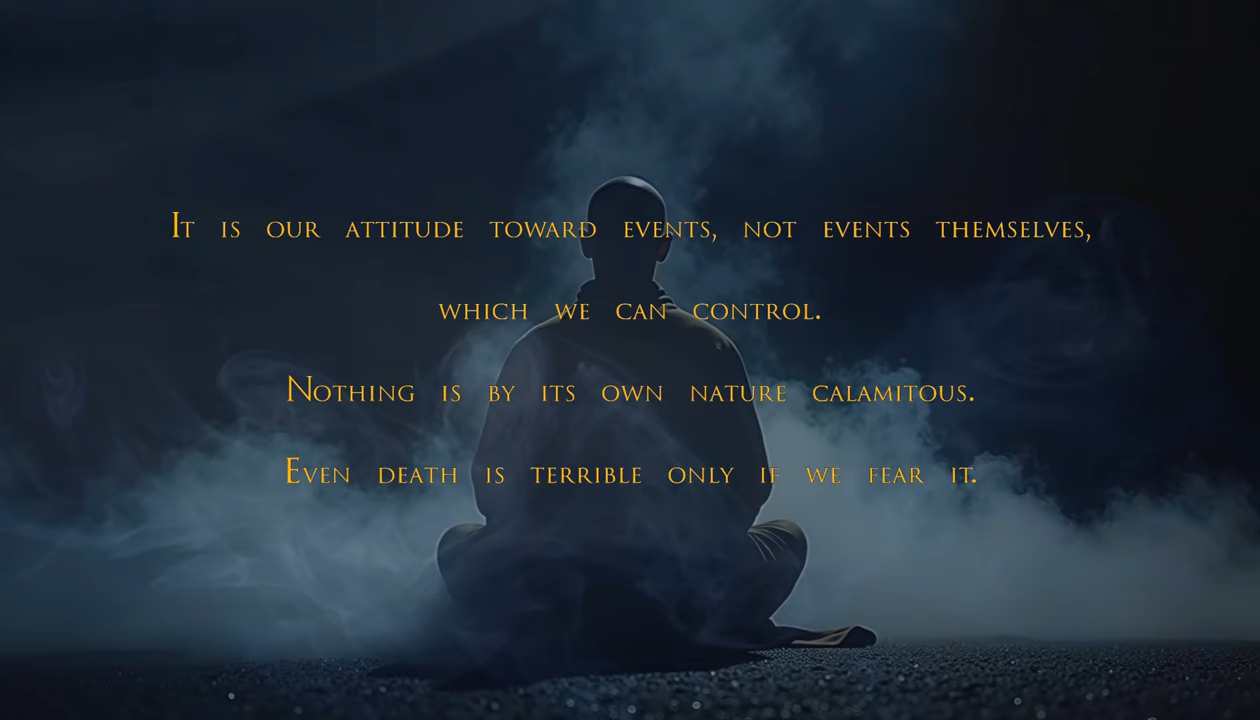 It is our attitude toward events, not events themselves,
which we can control.
Nothing is by its own nature calamitous.
Even death is terrible only if we fear it.